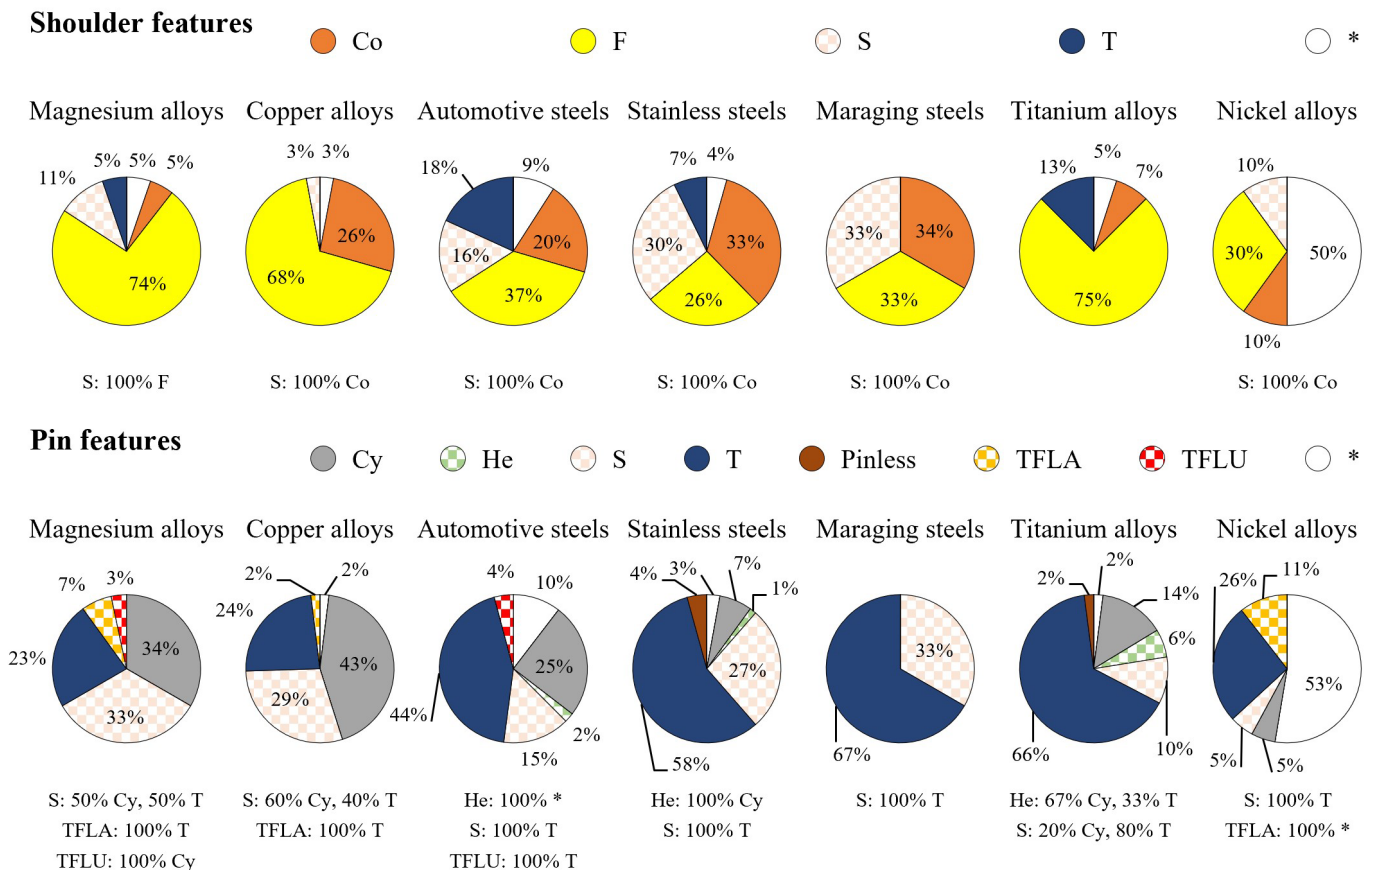 Shoulder features
Co F S T *
Magnesium alloys Copper alloys Automotive steels Stainless steels Maraging steels Titanium alloys Nickel alloys
11% 5% 5% 5% 74%
3% 3% 26% 68%
18% 9% 20% 16% 37%
7% 4% 30% 33% 26%
33% 34% 33%
13% 5% 7% 75%
10% 30% 50% 10%
S: 100% F S: 100% Co S: 100% Co S: 100% Co S: 100% Co S: 100% Co
Pin features
Cy He S T Pinless TFLA TFLU *
Magnesium alloys Copper alloys Automotive steels Stainless steels Maraging steels Titanium alloys Nickel alloys
7% 3% 34% 23% 33%
2% 2% 24% 43% 29%
4% 10% 25% 44% 2% 15%
4% 3% 7% 1% 27% 58%
33% 67%
2% 2% 14% 6% 10% 66%
26% 11% 53% 5% 5%
S: 50% Cy, 50% T S: 60% Cy, 40% T He: 100% * He: 100% Cy S: 100% T He: 67% Cy, 33% T S: 100% T
TFLA: 100% T TFLA: 100% T S: 100% T S: 100% T S: 20% Cy, 80% T TFLA: 100% *
TFLU: 100% Cy TFLU: 100% T